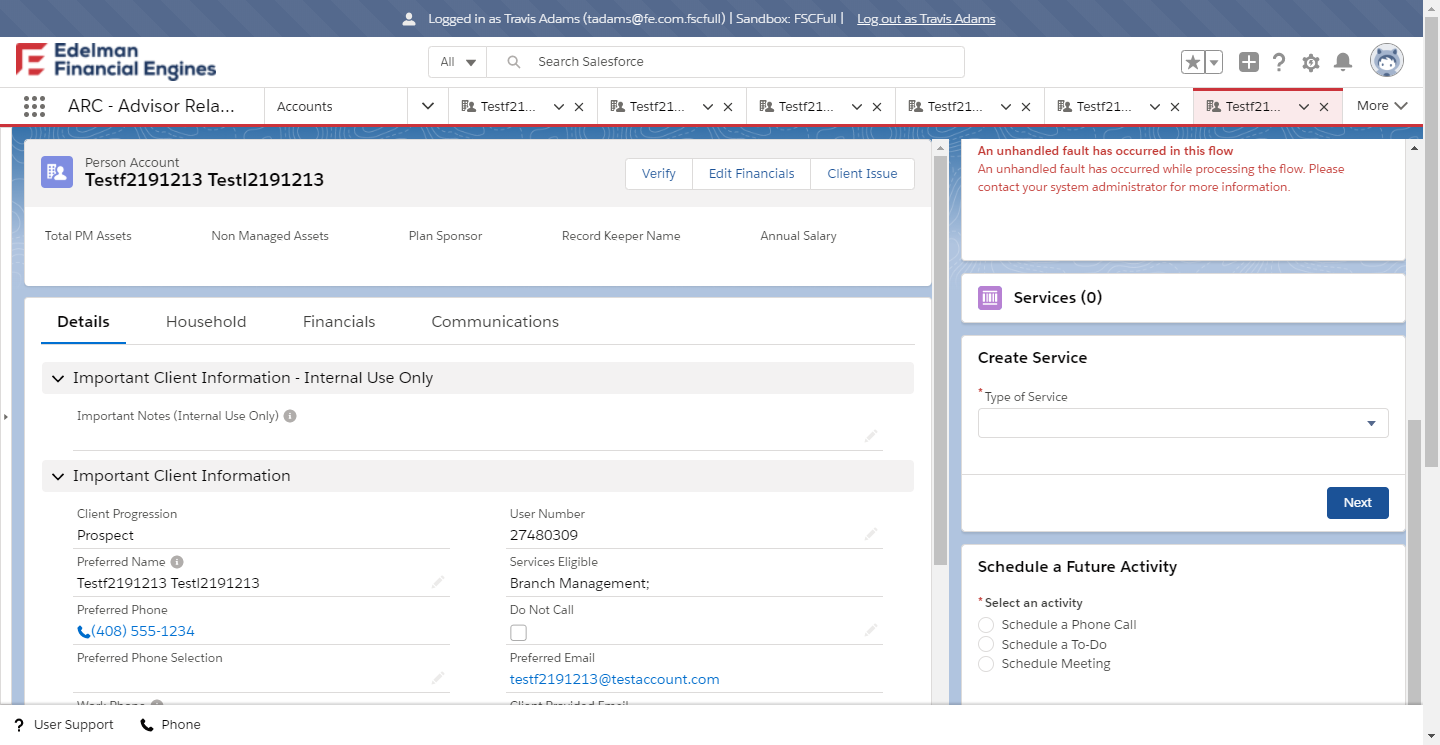 Logged in as Travis Adams (tadams@fe.com.fscfull) | Sandbox: FSCFull | Log out as Travis Adams
Edelman
Financial Engines
All
Search Salesforce
ARC - Advisor Rela...
Accounts
Testf21...
Testf21...
Testf21...
Testf21...
Testf21...
Testf21...
More
Person Account
Testf2191213 Testl2191213
Verify
Edit Financials
Client Issue
Total PM Assets
Non Managed Assets
Plan Sponsor
Record Keeper Name
Annual Salary
Details
Household
Financials
Communications
Important Client Information - Internal Use Only
Important Notes (Internal Use Only)
Important Client Information
Client Progression
Prospect
User Number
27480309
Preferred Name
Testf2191213 Testl2191213
Services Eligible
Branch Management;
Preferred Phone
(408) 555-1234
Do Not Call
Preferred Phone Selection
Preferred Email
testf2191213@testaccount.com
Work Phone
Client Provided Email
An unhandled fault has occurred in this flow
An unhandled fault has occurred while processing the flow. Please
contact your system administrator for more information.
Services (0)
Create Service
*Type of Service
Next
Schedule a Future Activity
*Select an activity
Schedule a Phone Call
Schedule a To-Do
Schedule Meeting
? User Support
Phone